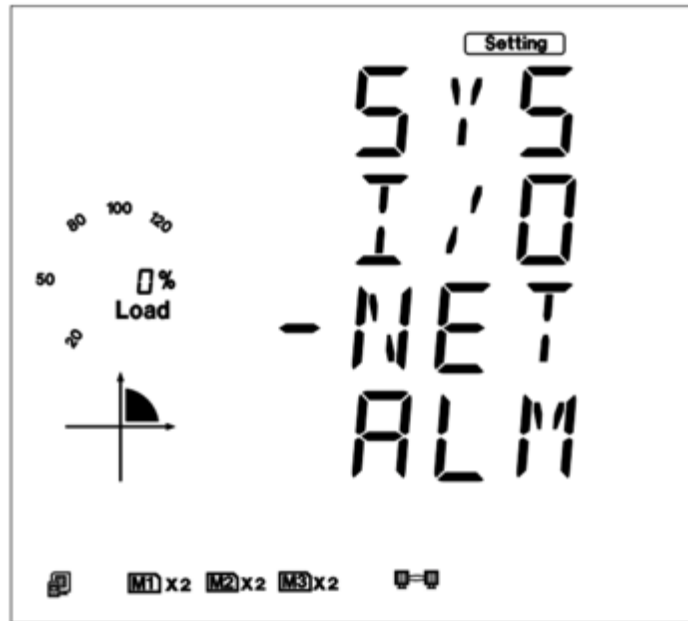 Setting
SYS
I/O
-NET
ALM
100
80
120
50
0%
Load
20
M1 X2 M2 X2 M3 X2